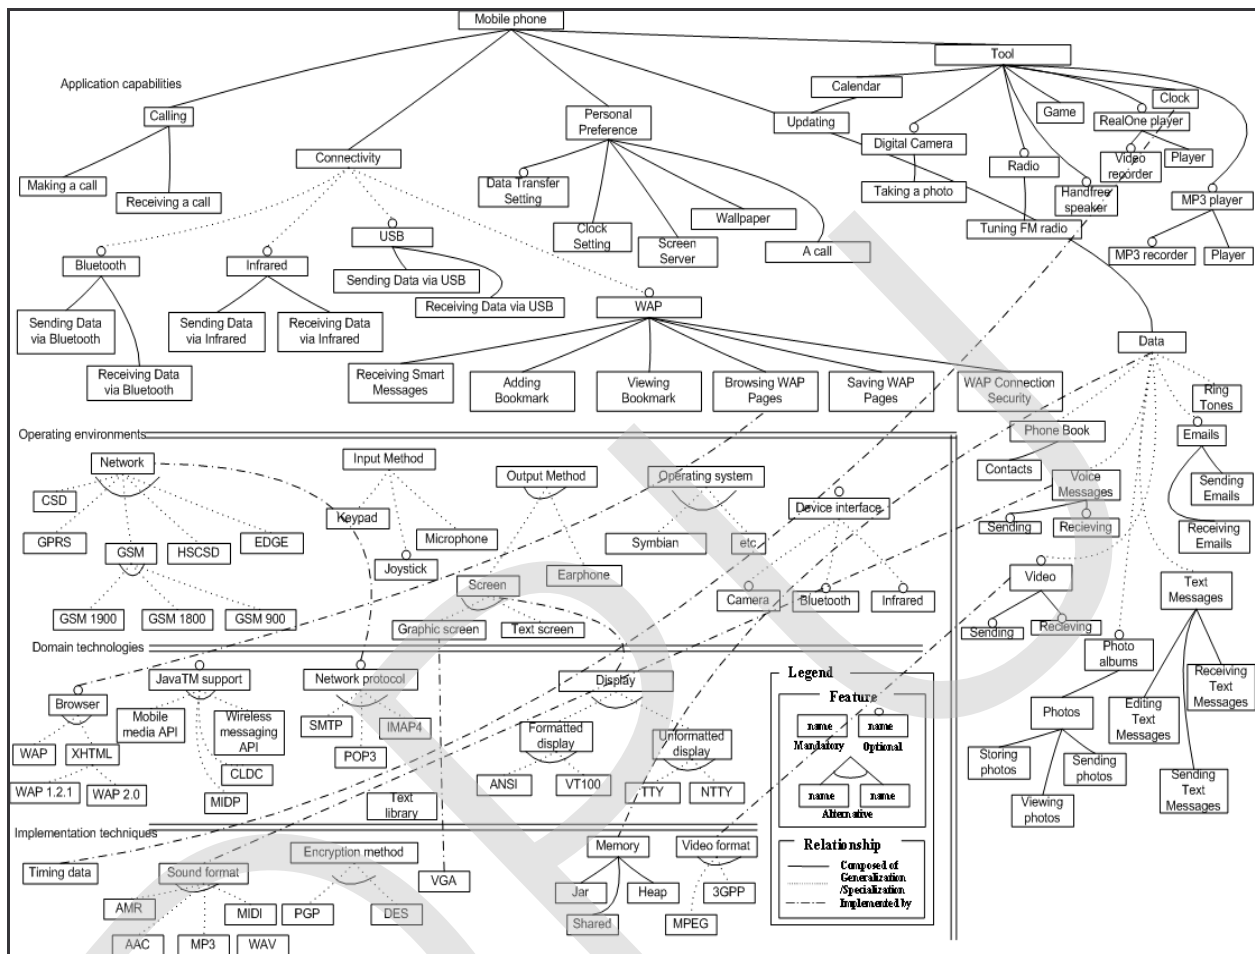 Mobile phone
Tool
Application capabilities
Calendar
Clock
Calling
Personal
Preference
Updating
Game
RealOne player
Connectivity
Digital Camera
Radio
Video
recorder
Player
Making a call
Receiving a call
Data Transfer
Setting
Taking a photo
Handfree
speaker
MP3 player
Wallpaper
Clock
Setting
Screen
Server
A call
Tuning FM radio
MP3 recorder
Player
USB
Bluetooth
Infrared
Sending Data via USB
Receiving Data via USB
WAP
Sending Data
via Bluetooth
Sending Data
via Infrared
Receiving Data
via Infrared
Data
Receiving Data
via Bluetooth
Receiving Smart
Messages
Adding
Bookmark
Viewing
Bookmark
Browsing WAP
Pages
Saving WAP
Pages
WAP Connection
Security
Ring
Tones
Phone Book
Emails
Contacts
Voice
Messages
Sending
Emails
Sending
Recieving
Receiving
Emails
Video
Text
Messages
Sending
Recieving
Photo
albums
Receiving
Text
Messages
Photos
Editing
Text
Messages
Storing
photos
Sending
photos
Viewing
photos
Sending
Text
Messages
Operating environments
Network
Input Method
Output Method
Operating system
Device interface
CSD
Keypad
GPRS
GSM
HSCSD
EDGE
Microphone
Symbian
etc
Joystick
Screen
Earphone
Camera
Bluetooth
Infrared
GSM 1900
GSM 1800
GSM 900
Graphic screen
Text screen
Domain technologies
JavaTM support
Network protocol
Display
Browser
Mobile
media API
Wireless
messaging
API
SMTP
IMAP4
Formatted
display
Unformatted
display
WAP
XHTML
POP3
CLDC
WAP 1.2.1
WAP 2.0
MIDP
ANSI
VT100
TTY
NTTY
Text
library
Implementation techniques
Timing data
Sound format
Encryption method
VGA
Memory
Video format
Jar
Heap
3GPP
AMR
MIDI
PGP
DES
Shared
MPEG
AAC
MP3
WAV
Legend
Feature
name
name
Mandatory
Optional
name
name
Alternative
Relationship
Composed of
Generalization
/Specialization
Implemented by